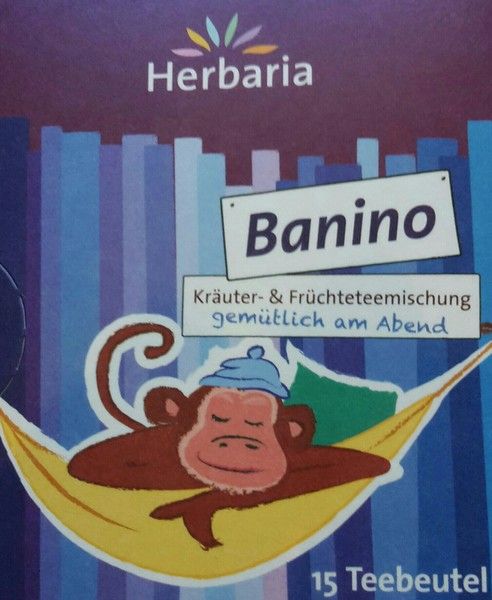 Herbaria
Banino
Kräuter- & Früchteteemischung
gemütlich am Abend
15 Teebeutel